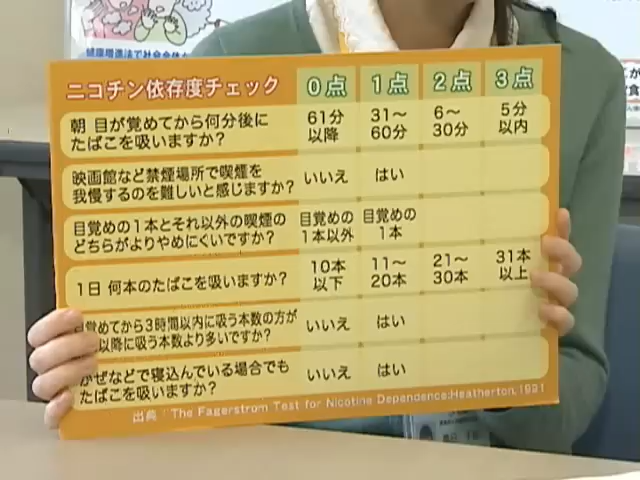 健康増進法で社会全体
ニコチン依存度チェック 0点 1点 2点 3点
朝 目が覚めてから何分後に
たばこを吸いますか?
61分
以降
31〜
60分
6〜
30分
5分
以内
映画館など禁煙場所で喫煙を
我慢するのを難しいと感じますか?
いいえ はい
目覚めの1本とそれ以外の喫煙の
どちらがよりやめにくいですか?
目覚めの
1本以外
目覚めの
1本
1日 何本のたばこを吸いますか?
10本
以下
11〜
20本
21〜
30本
31本
以上
覚めてから3時間以内に吸う本数の方が
以降に吸う本数より多いですか?
いいえ はい
かぜなどで寝込んでいる場合でも
たばこを吸いますか?
いいえ はい
出典:The Fagerstrom Test for Nicotine Dependence:Heatherton,1991